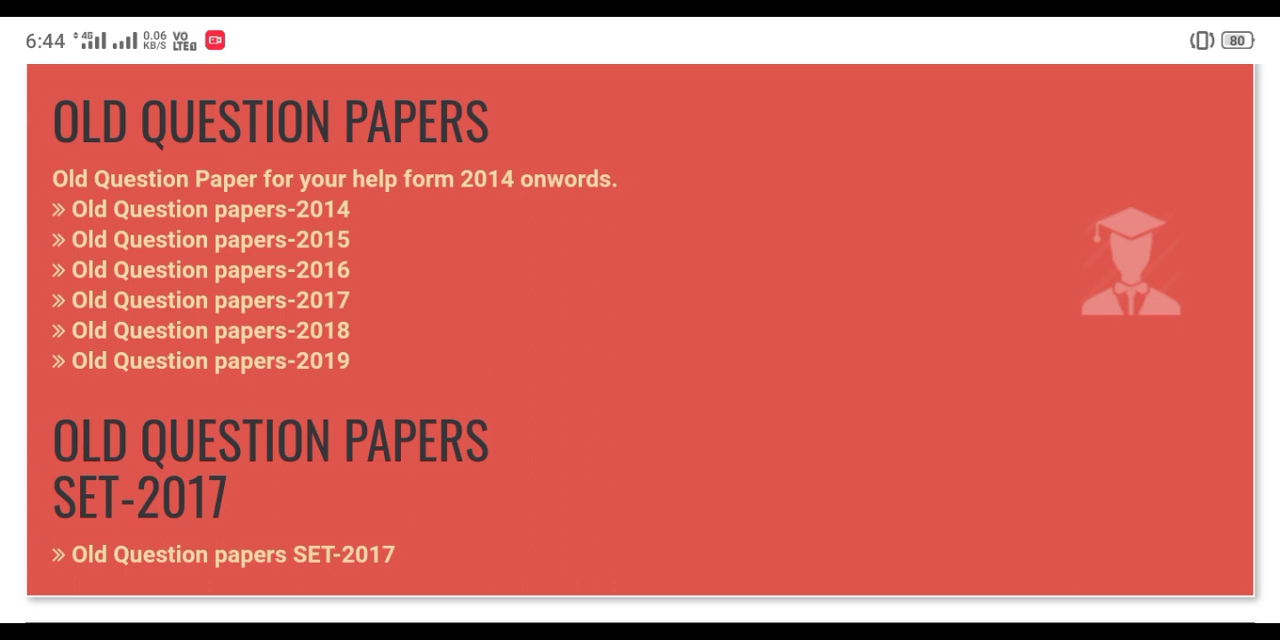 6:44 4G 0.06 KB/S VO LTE 80
OLD QUESTION PAPERS
Old Question Paper for your help form 2014 onwords.
» Old Question papers-2014
» Old Question papers-2015
» Old Question papers-2016
» Old Question papers-2017
» Old Question papers-2018
» Old Question papers-2019
OLD QUESTION PAPERS
SET-2017
» Old Question papers SET-2017